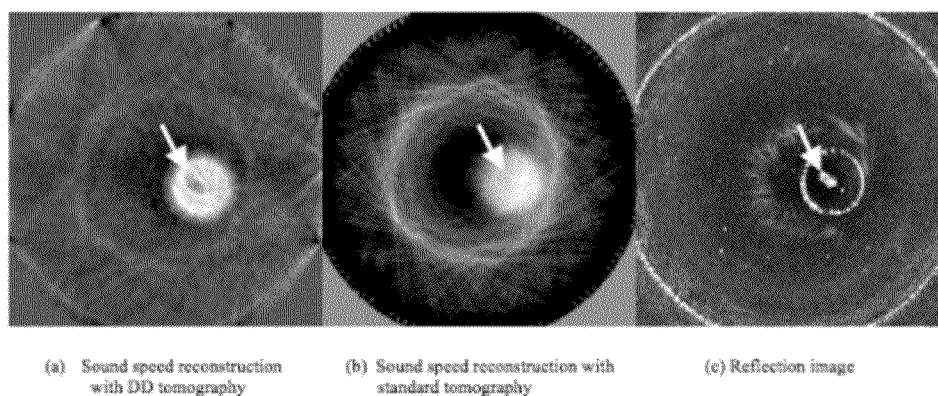 (a) Sound speed reconstruction
with DD tomography
(b) Sound speed reconstruction with
standard tomography
(c) Reflection image